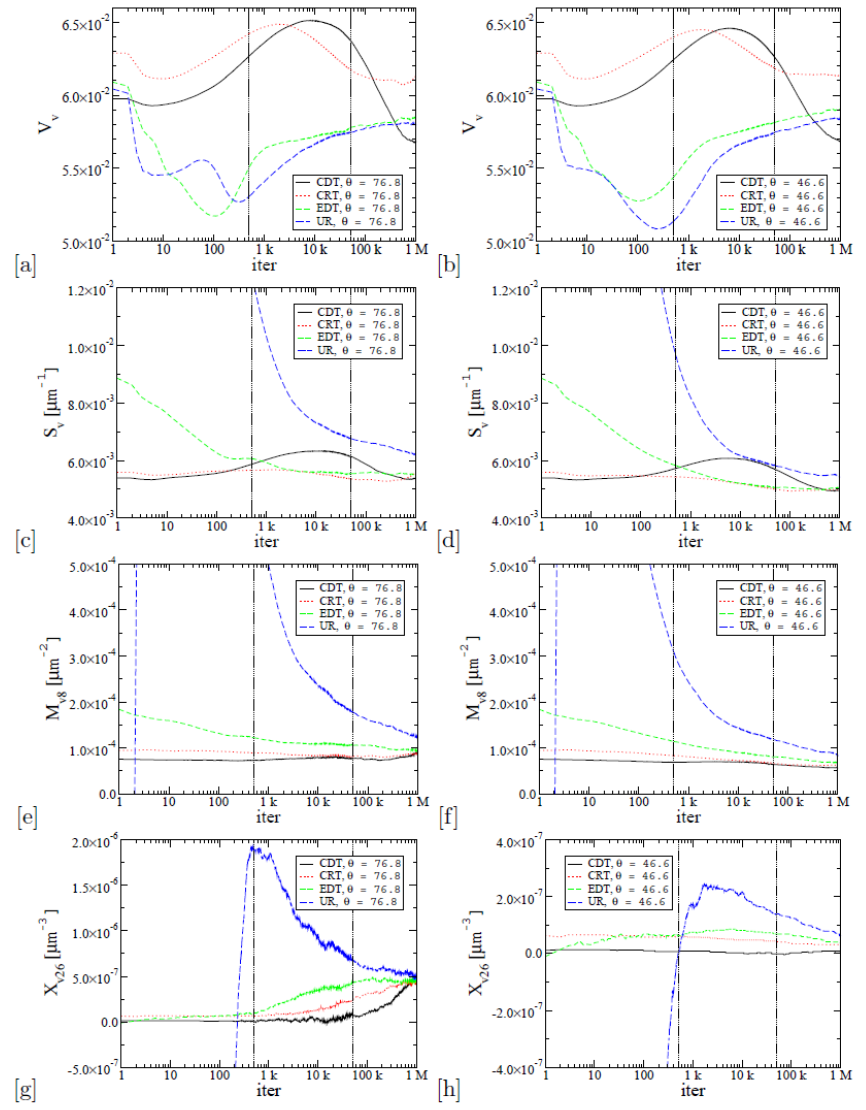 6.5×10⁻²
6.0×10⁻²
5.5×10⁻²
5.0×10⁻²
V_v
CDT, θ = 76.8
CRT, θ = 76.8
EDT, θ = 76.8
UR, θ = 76.8
1 10 100 1 k 10 k 100 k 1 M
iter
[a]
6.5×10⁻²
6.0×10⁻²
5.5×10⁻²
5.0×10⁻²
V_v
CDT, θ = 46.6
CRT, θ = 46.6
EDT, θ = 46.6
UR, θ = 46.6
1 10 100 1 k 10 k 100 k 1 M
iter
[b]
1.2×10⁻²
1.0×10⁻²
8.0×10⁻³
6.0×10⁻³
4.0×10⁻³
S_v [μm⁻¹]
CDT, θ = 76.8
CRT, θ = 76.8
EDT, θ = 76.8
UR, θ = 76.8
1 10 100 1 k 10 k 100 k 1 M
iter
[c]
1.2×10⁻²
1.0×10⁻²
8.0×10⁻³
6.0×10⁻³
4.0×10⁻³
S_v [μm⁻¹]
CDT, θ = 46.6
CRT, θ = 46.6
EDT, θ = 46.6
UR, θ = 46.6
1 10 100 1 k 10 k 100 k 1 M
iter
[d]
5.0×10⁻⁴
4.0×10⁻⁴
3.0×10⁻⁴
2.0×10⁻⁴
1.0×10⁻⁴
0.0
M_v8 [μm⁻²]
CDT, θ = 76.8
CRT, θ = 76.8
EDT, θ = 76.8
UR, θ = 76.8
1 10 100 1 k 10 k 100 k 1 M
iter
[e]
5.0×10⁻⁴
4.0×10⁻⁴
3.0×10⁻⁴
2.0×10⁻⁴
1.0×10⁻⁴
0.0
M_v8 [μm⁻²]
CDT, θ = 46.6
CRT, θ = 46.6
EDT, θ = 46.6
UR, θ = 46.6
1 10 100 1 k 10 k 100 k 1 M
iter
[f]
2.0×10⁻⁶
1.5×10⁻⁶
1.0×10⁻⁶
5.0×10⁻⁷
0.0
-5.0×10⁻⁷
X_v26 [μm⁻³]
CDT, θ = 76.8
CRT, θ = 76.8
EDT, θ = 76.8
UR, θ = 76.8
1 10 100 1 k 10 k 100 k 1 M
iter
[g]
4.0×10⁻⁷
2.0×10⁻⁷
0.0
-2.0×10⁻⁷
-4.0×10⁻⁷
X_v26 [μm⁻³]
CDT, θ = 46.6
CRT, θ = 46.6
EDT, θ = 46.6
UR, θ = 46.6
1 10 100 1 k 10 k 100 k 1 M
iter
[h]